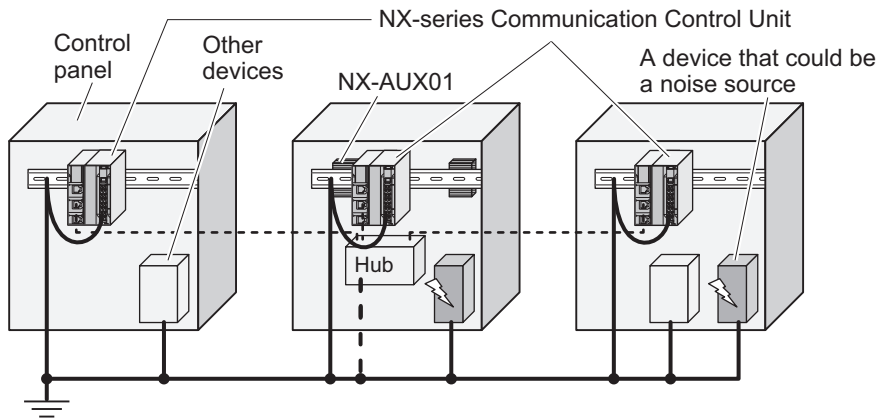 NX-series Communication Control Unit
Control
panel
Other
devices
A device that could be
a noise source
NX-AUX01
Hub